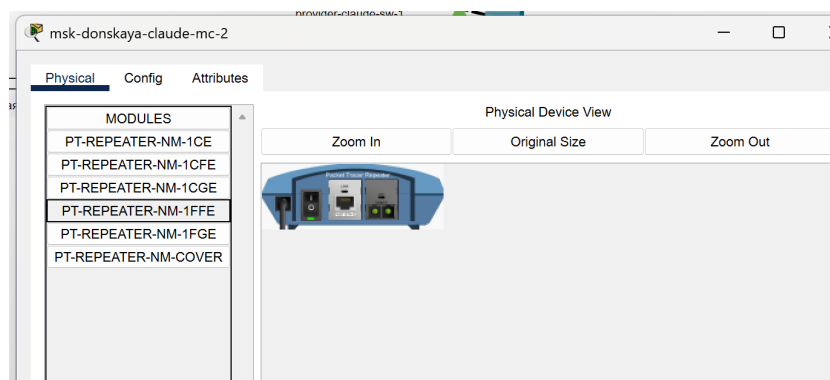 provider-claude-sw-1
msk-donskaya-claude-mc-2
Physical Config Attributes
ая
MODULES
PT-REPEATER-NM-1CE
PT-REPEATER-NM-1CFE
PT-REPEATER-NM-1CGE
PT-REPEATER-NM-1FFE
PT-REPEATER-NM-1FGE
PT-REPEATER-NM-COVER
Physical Device View
Zoom In Original Size Zoom Out
Packet Tracer Repeater